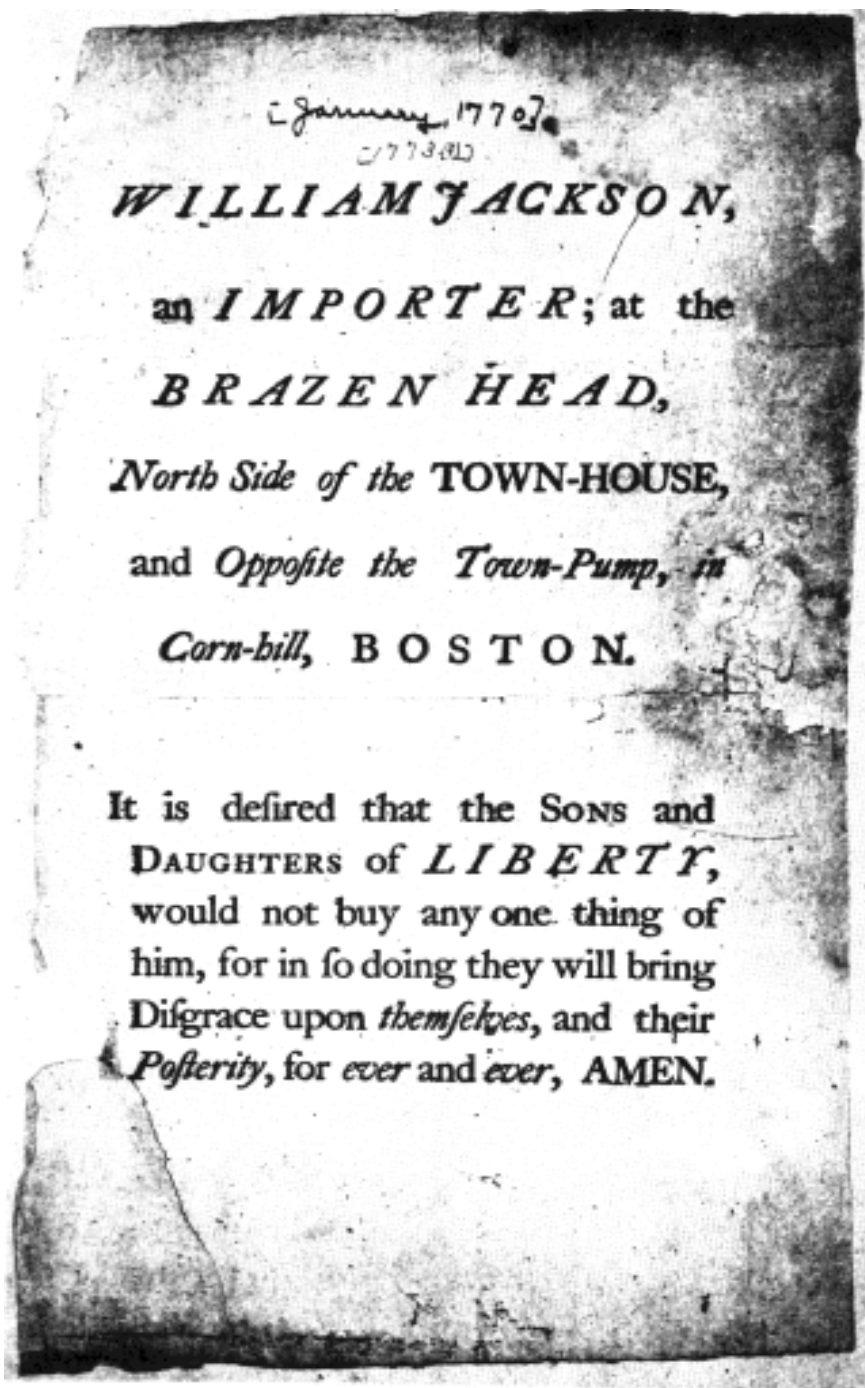 [January, 1770]
WILLIAM JACKSON,
an IMPORTER; at the
BRAZEN HEAD,
North Side of the TOWN-HOUSE,
and Oppoſite the Town-Pump, in
Corn-hill, BOSTON.
It is deſired that the SONS and
DAUGHTERS of LIBERTY,
would not buy any one thing of
him, for in ſo doing they will bring
Diſgrace upon themſelves, and their
Poſterity, for ever and ever, AMEN.